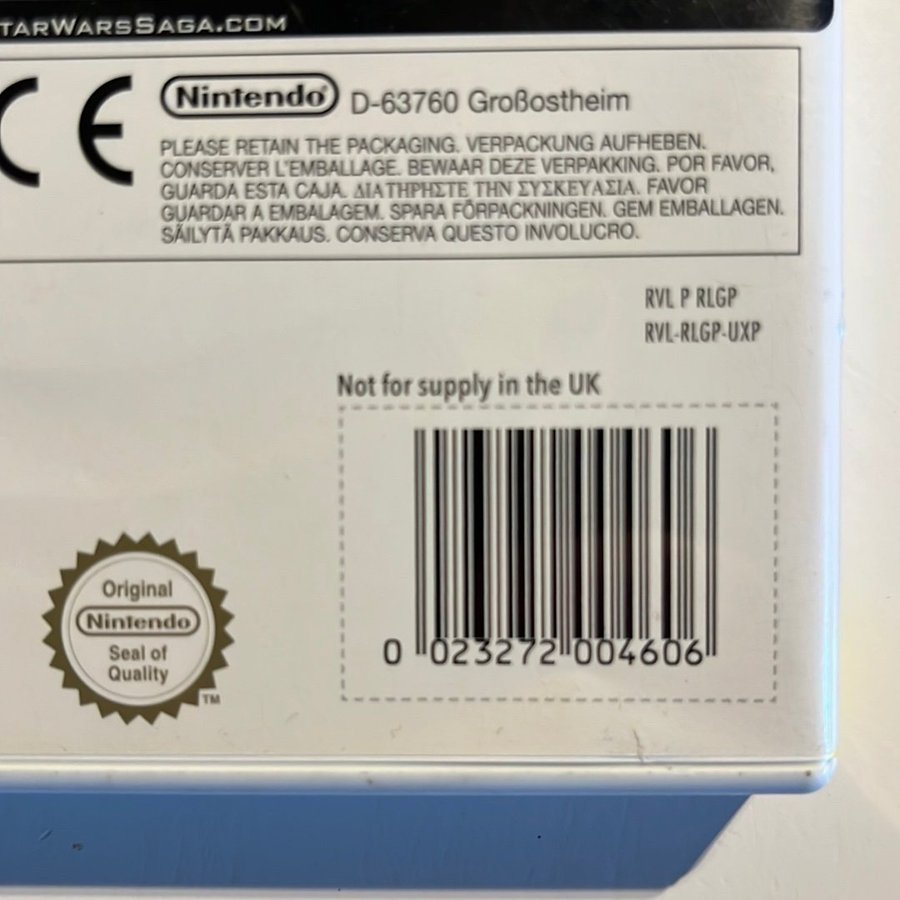 TARWARSSAGA.COM
CE Nintendo D-63760 Großostheim
PLEASE RETAIN THE PACKAGING. VERPACKUNG AUFHEBEN.
CONSERVER L'EMBALLAGE. BEWAAR DEZE VERPAKKING. POR FAVOR,
GUARDA ESTA CAJA. ΔΙΑΤΗΡΗΣΤΕ ΤΗΝ ΣΥΣΚΕΥΑΣΙΑ. FAVOR
GUARDAR A EMBALAGEM. SPARA FÖRPACKNINGEN. GEM EMBALLAGEN.
SÄILYTÄ PAKKAUS. CONSERVA QUESTO INVOLUCRO.
RVL P RLGP
RVL-RLGP-UXP
Not for supply in the UK
0 023272 004606
Original
Nintendo
Seal of
Quality
TM